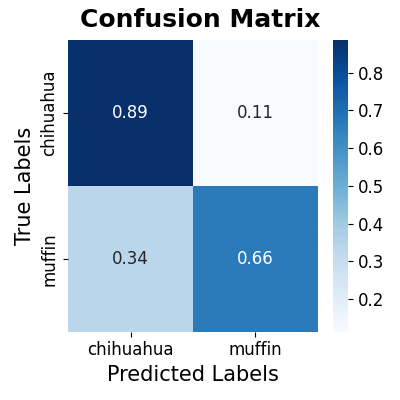 Confusion Matrix
True Labels
chihuahua
0.89 0.11
muffin
0.34 0.66
chihuahua muffin
Predicted Labels
0.8
0.7
0.6
0.5
0.4
0.3
0.2